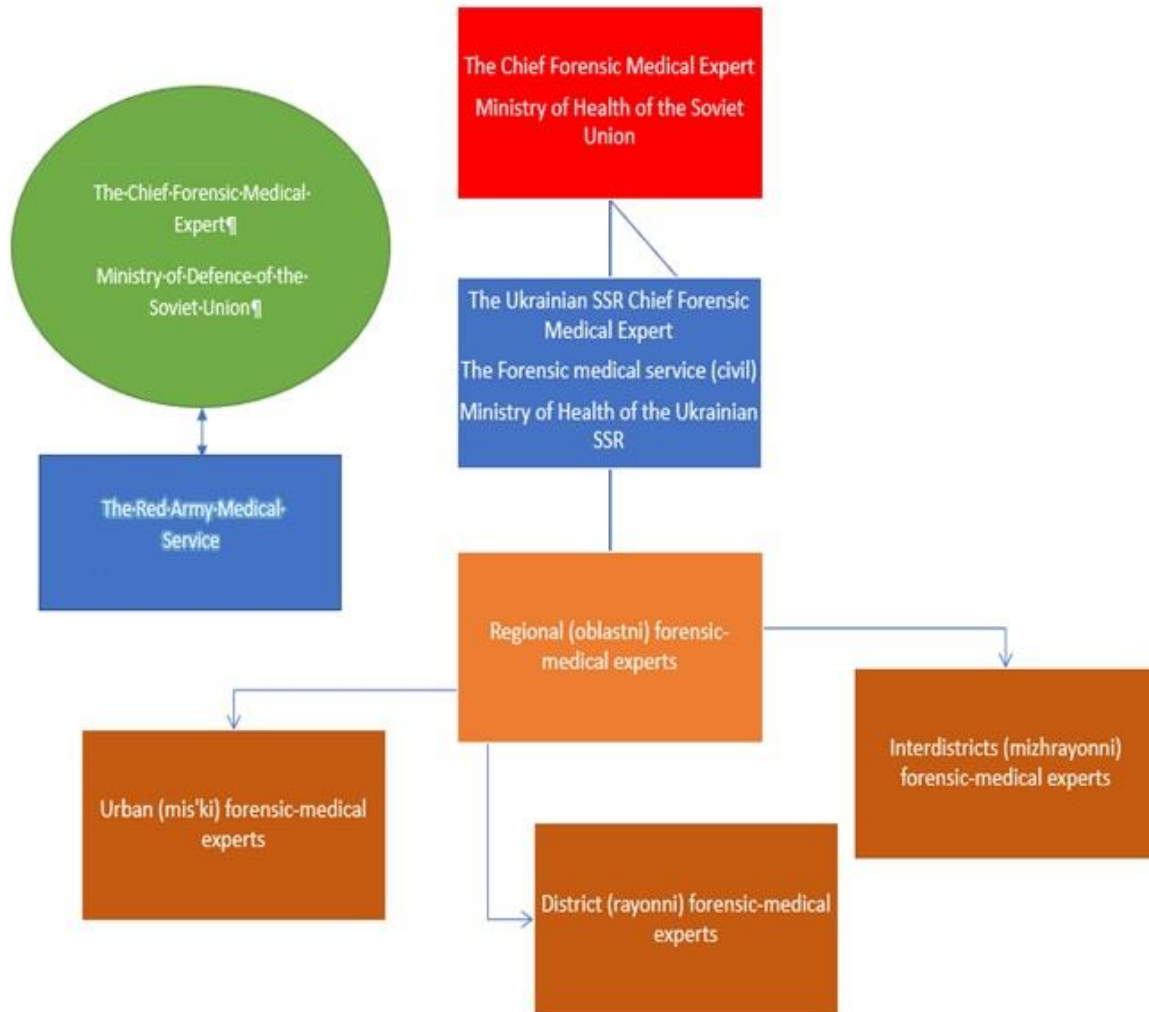 The Chief Forensic Medical Expert
Ministry of Health of the Soviet
Union
The·Chief·Forensic·Medical·
Expert¶
Ministry·of·Defence·of·the·
Soviet·Union¶
The Ukrainian SSR Chief Forensic
Medical Expert
The Forensic medical service (civil)
Ministry of Health of the Ukrainian
SSR
The·Red·Army·Medical·
Service
Regional (oblastni) forensic-
medical experts
Interdistricts (mizhrayonni)
forensic-medical experts
Urban (mis'ki) forensic-medical
experts
District (rayonni) forensic-medical
experts